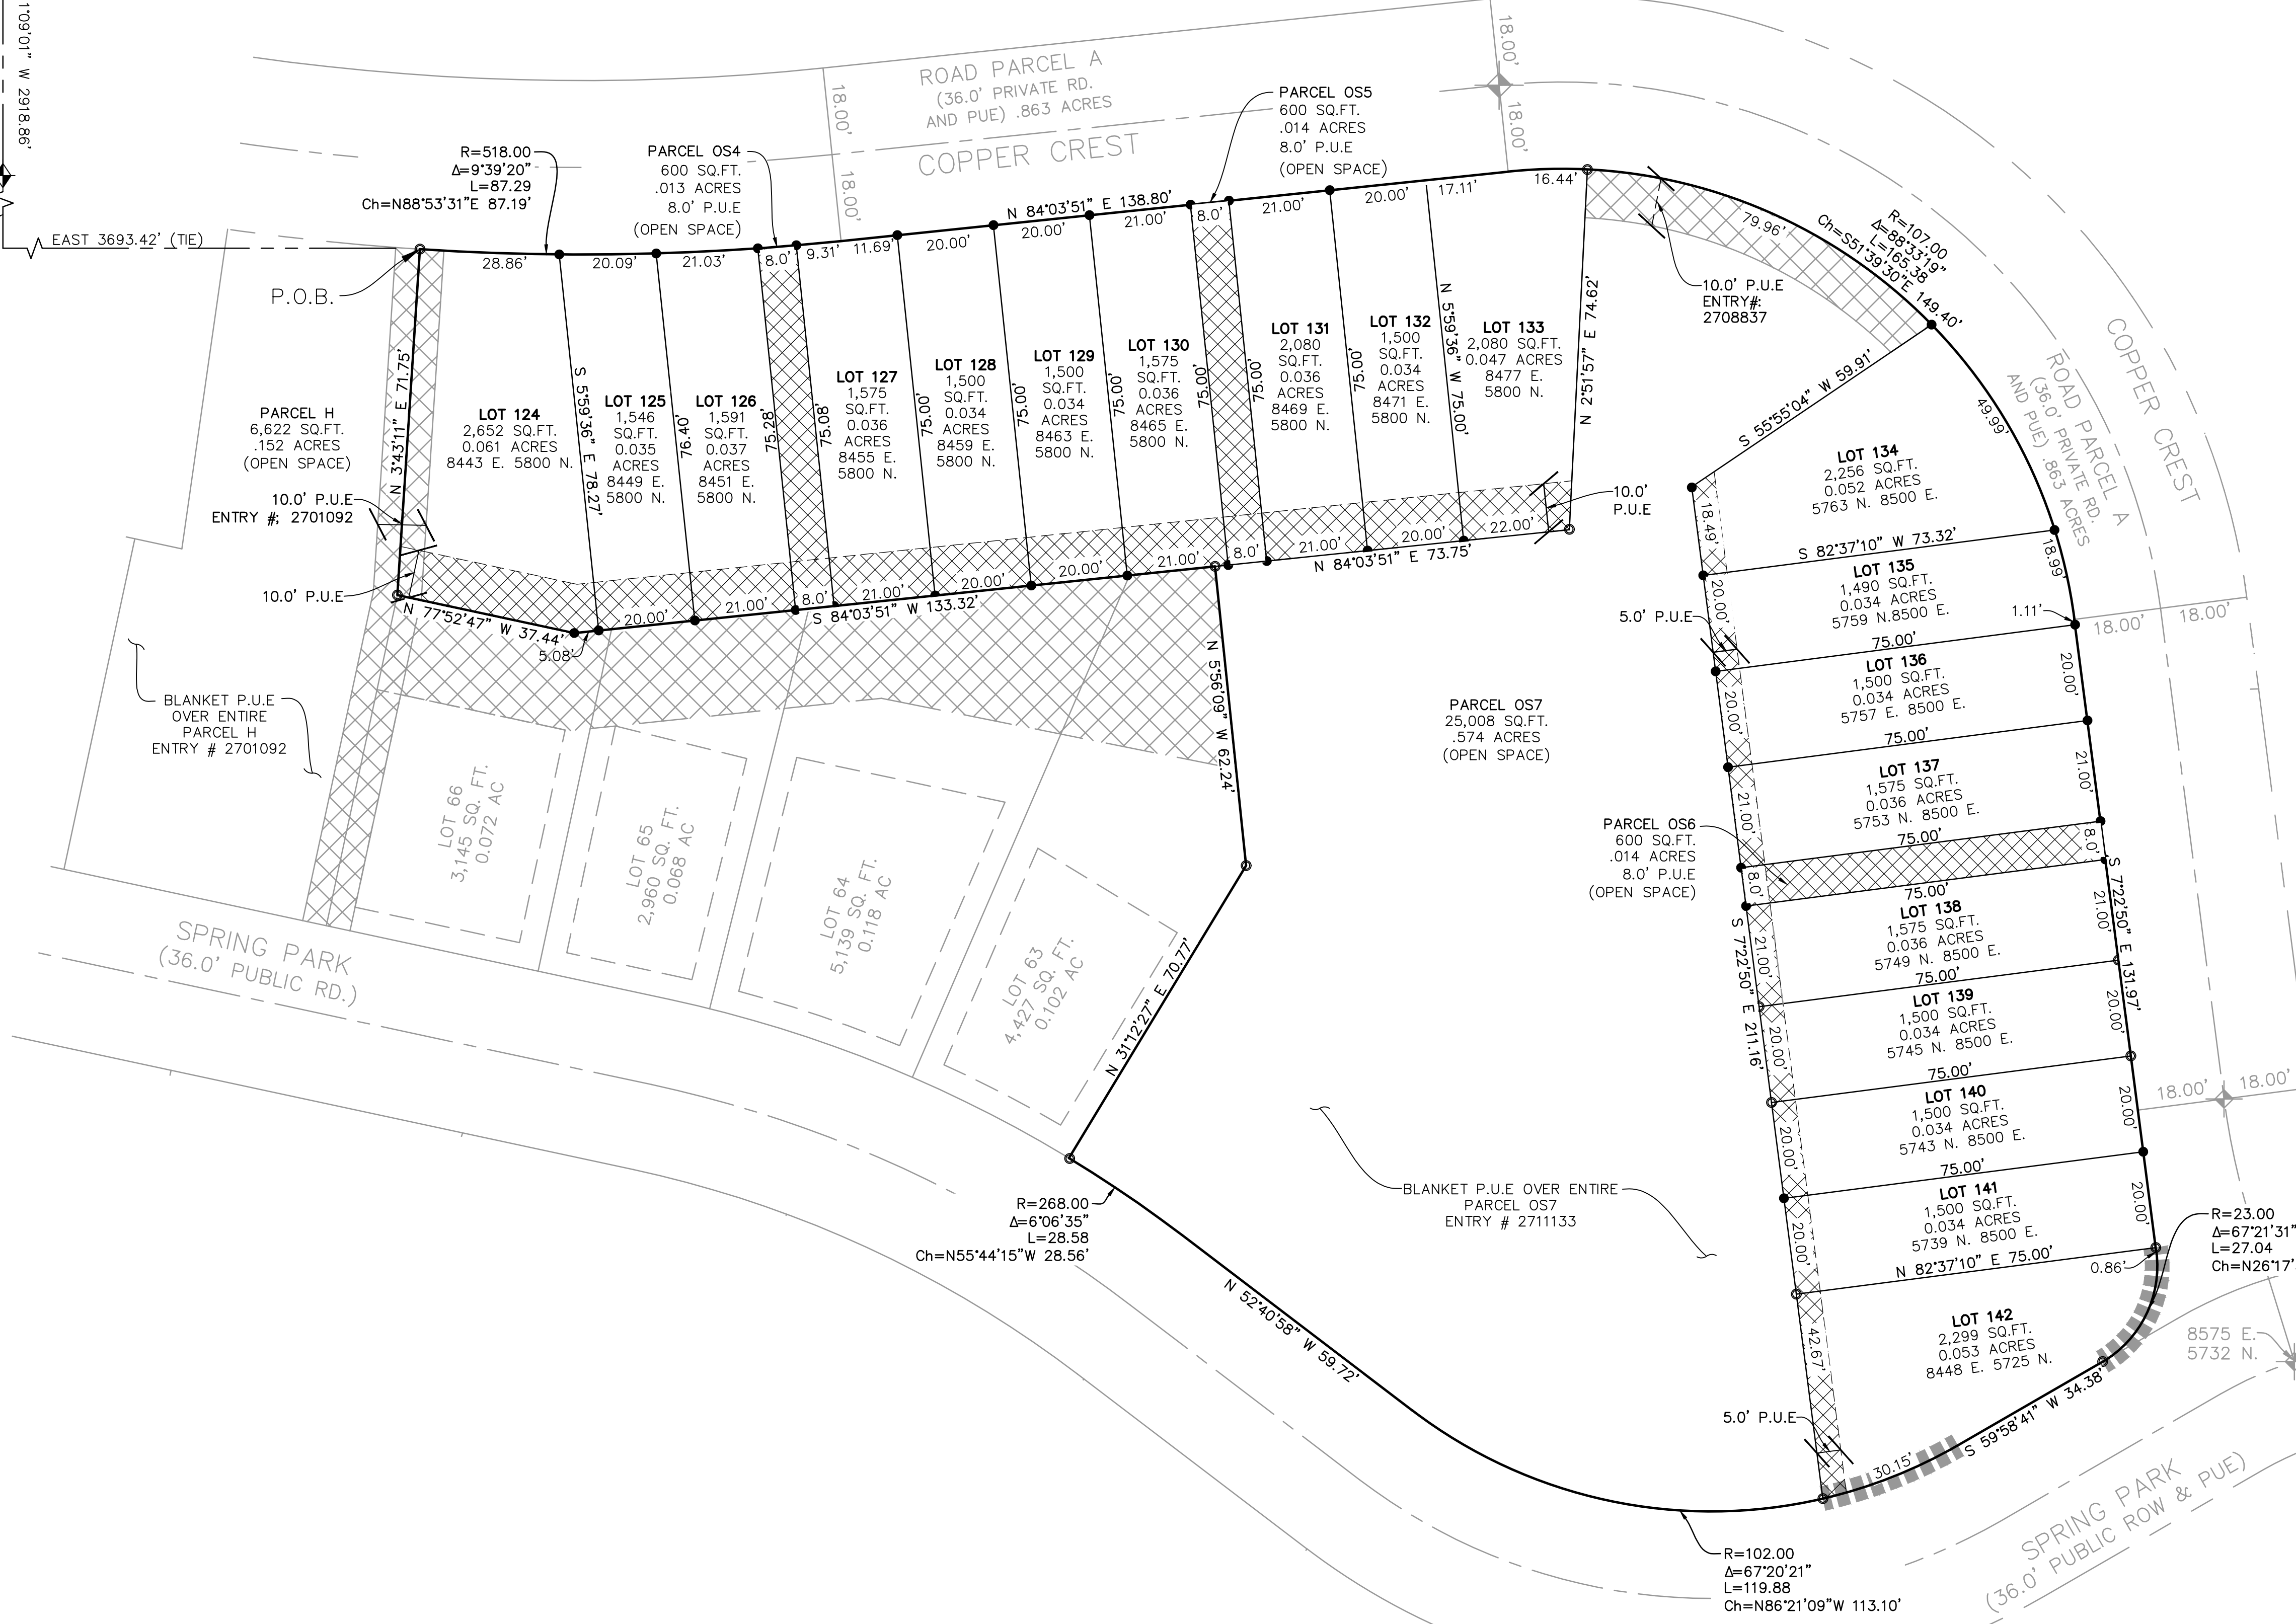 1°09'01" W 2918.86'
EAST 3693.42' (TIE)
ROAD PARCEL A
(36.0' PRIVATE RD.
AND PUE) .863 ACRES
COPPER CREST
18.00'
18.00'
18.00'
18.00'
R=518.00
Δ=9°39'20"
L=87.29
Ch=N88°53'31"E 87.19'
PARCEL OS4
600 SQ.FT.
.013 ACRES
8.0' P.U.E
(OPEN SPACE)
PARCEL OS5
600 SQ.FT.
.014 ACRES
8.0' P.U.E
(OPEN SPACE)
N 84°03'51" E 138.80'
28.86'
20.09'
21.03'
8.0'
9.31'
11.69'
20.00'
20.00'
21.00'
8.0'
21.00'
20.00'
17.11'
16.44'
P.O.B.
PARCEL H
6,622 SQ.FT.
.152 ACRES
(OPEN SPACE)
10.0' P.U.E
ENTRY #; 2701092
10.0' P.U.E
N 3°43'11" E 71.75'
LOT 124
2,652 SQ.FT.
0.061 ACRES
8443 E. 5800 N.
S 5°59'36" E 78.27'
LOT 125
1,546
SQ.FT.
0.035
ACRES
8449 E.
5800 N.
76.40'
LOT 126
1,591
SQ.FT.
0.037
ACRES
8451 E.
5800 N.
75.28'
75.08'
LOT 127
1,575
SQ.FT.
0.036
ACRES
8455 E.
5800 N.
75.00'
LOT 128
1,500
SQ.FT.
0.034
ACRES
8459 E.
5800 N.
75.00'
LOT 129
1,500
SQ.FT.
0.034
ACRES
8463 E.
5800 N.
75.00'
LOT 130
1,575
SQ.FT.
0.036
ACRES
8465 E.
5800 N.
75.00'
75.00'
LOT 131
2,080
SQ.FT.
0.036
ACRES
8469 E.
5800 N.
75.00'
LOT 132
1,500
SQ.FT.
0.034
ACRES
8471 E.
5800 N.
N 5°59'36" W 75.00'
LOT 133
2,080 SQ.FT.
0.047 ACRES
8477 E.
5800 N.
N 2°51'57" E 74.62'
10.0'
P.U.E
N 77°52'47" W 37.44'
5.08'
20.00'
21.00'
8.0'
21.00'
20.00'
20.00'
21.00'
8.0'
21.00'
20.00'
22.00'
S 84°03'51" W 133.32'
N 84°03'51" E 73.75'
79.96'
R=107.00
Δ=88°33'19"
L=165.38
Ch=S51°39'30"E 149.40'
10.0' P.U.E
ENTRY#:
2708837
COPPER CREST
ROAD PARCEL A
(36.0' PRIVATE RD.
AND PUE) .863 ACRES
49.99'
S 55°55'04" W 59.91'
LOT 134
2,256 SQ.FT.
0.052 ACRES
5763 N. 8500 E.
18.49'
S 82°37'10" W 73.32'
18.99'
LOT 135
1,490 SQ.FT.
0.034 ACRES
5759 N.8500 E.
20.00'
5.0' P.U.E
1.11'
18.00'
18.00'
75.00'
LOT 136
1,500 SQ.FT.
0.034 ACRES
5757 E. 8500 E.
20.00'
20.00'
75.00'
LOT 137
1,575 SQ.FT.
0.036 ACRES
5753 N. 8500 E.
21.00'
21.00'
PARCEL OS6
600 SQ.FT.
.014 ACRES
8.0' P.U.E
(OPEN SPACE)
75.00'
8.0'
8.0'
75.00'
LOT 138
1,575 SQ.FT.
0.036 ACRES
5749 N. 8500 E.
21.00'
21.00'
S 7°22'50" E 131.97'
S 7°22'50" E 211.16'
75.00'
LOT 139
1,500 SQ.FT.
0.034 ACRES
5745 N. 8500 E.
20.00'
20.00'
75.00'
LOT 140
1,500 SQ.FT.
0.034 ACRES
5743 N. 8500 E.
20.00'
20.00'
18.00'
18.00'
75.00'
LOT 141
1,500 SQ.FT.
0.034 ACRES
5739 N. 8500 E.
20.00'
20.00'
N 82°37'10" E 75.00'
0.86'
R=23.00
Δ=67°21'31"
L=27.04
Ch=N26°17'
LOT 142
2,299 SQ.FT.
0.053 ACRES
8448 E. 5725 N.
42.67'
8575 E.
5732 N.
5.0' P.U.E
30.15'
S 59°58'41" W 34.38'
SPRING PARK
(36.0' PUBLIC ROW & PUE)
R=102.00
Δ=67°20'21"
L=119.88
Ch=N86°21'09"W 113.10'
PARCEL OS7
25,008 SQ.FT.
.574 ACRES
(OPEN SPACE)
BLANKET P.U.E OVER ENTIRE
PARCEL OS7
ENTRY # 2711133
N 5°56'09" W 62.24'
N 31°12'27" E 70.77'
R=268.00
Δ=6°06'35"
L=28.58
Ch=N55°44'15"W 28.56'
N 52°40'58" W 59.72'
BLANKET P.U.E
OVER ENTIRE
PARCEL H
ENTRY # 2701092
LOT 66
3,145 SQ. FT.
0.072 AC
LOT 65
2,960 SQ. FT.
0.068 AC
LOT 64
5,139 SQ. FT.
0.118 AC
LOT 63
4,427 SQ. FT.
0.102 AC
SPRING PARK
(36.0' PUBLIC RD.)